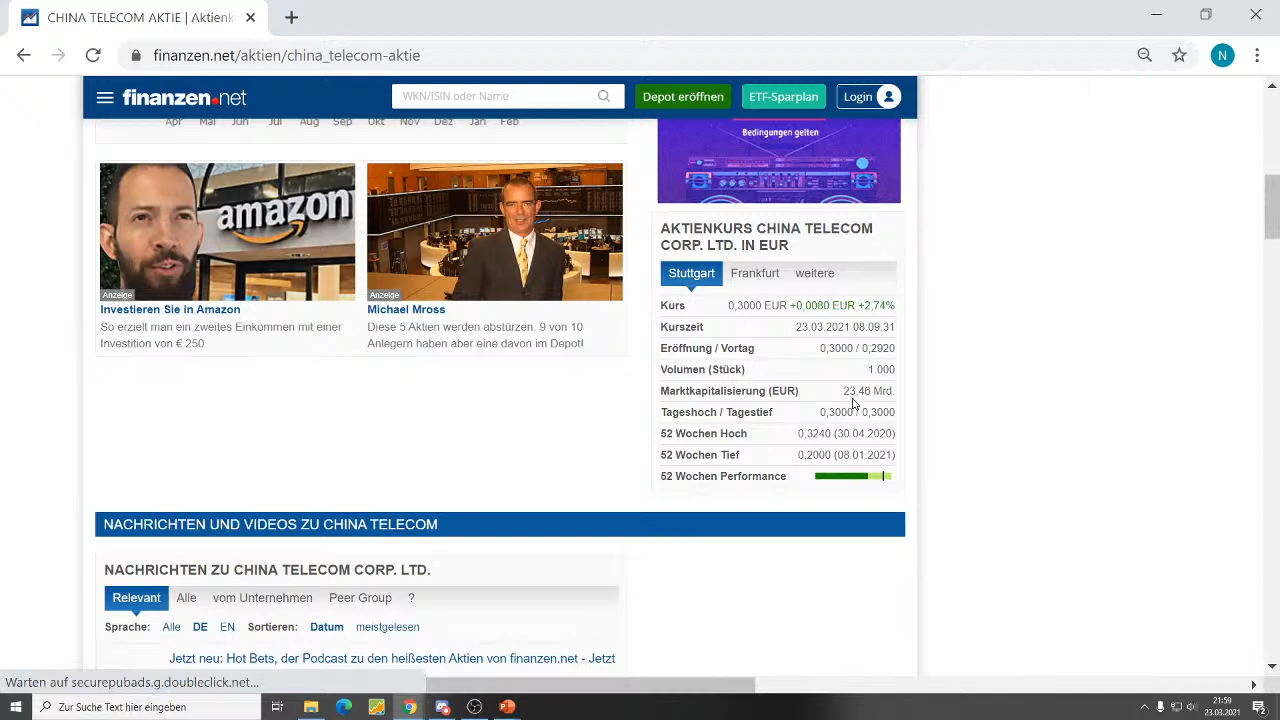 CHINA TELECOM AKTIE | Aktienk
finanzen.net/aktien/china_telecom-aktie
N
finanzen.net
WKN/ISIN oder Name
Depot eröffnen
ETF-Sparplan
Login
Apr Mai Jun Jul Aug Sep Okt Nov Dez Jan Feb
Bedingungen gelten
amazon
Anzeige
Investieren Sie in Amazon
So erzielt man ein zweites Einkommen mit einer
Investition von € 250
Anzeige
Michael Mross
Diese 5 Aktien werden abstürzen. 9 von 10
Anlegern haben aber eine davon im Depot!
AKTIENKURS CHINA TELECOM
CORP. LTD. IN EUR
Stuttgart Frankfurt weitere
Kurs 0,3000 EUR +0,0080 EUR +2,74%
Kurszeit 23.03.2021 08:09:31
Eröffnung / Vortag 0,3000 / 0,2920
Volumen (Stück) 1.000
Marktkapitalisierung (EUR) 23,46 Mrd.
Tageshoch / Tagestief 0,3000 / 0,3000
52 Wochen Hoch 0,3240 (30.04.2020)
52 Wochen Tief 0,2000 (08.01.2021)
52 Wochen Performance
NACHRICHTEN UND VIDEOS ZU CHINA TELECOM
NACHRICHTEN ZU CHINA TELECOM CORP. LTD.
Relevant Alle vom Unternehmen Peer Group ?
Sprache: Alle DE EN Sortieren: Datum meistgelesen
Jetzt neu: Hot Bets, der Podcast zu den heißesten Aktien von finanzen.net - Jetzt
Warten auf securepubads.g.doubleclick.net...
Zur Suche Text hier eingeben
21:59
23.03.2021
2